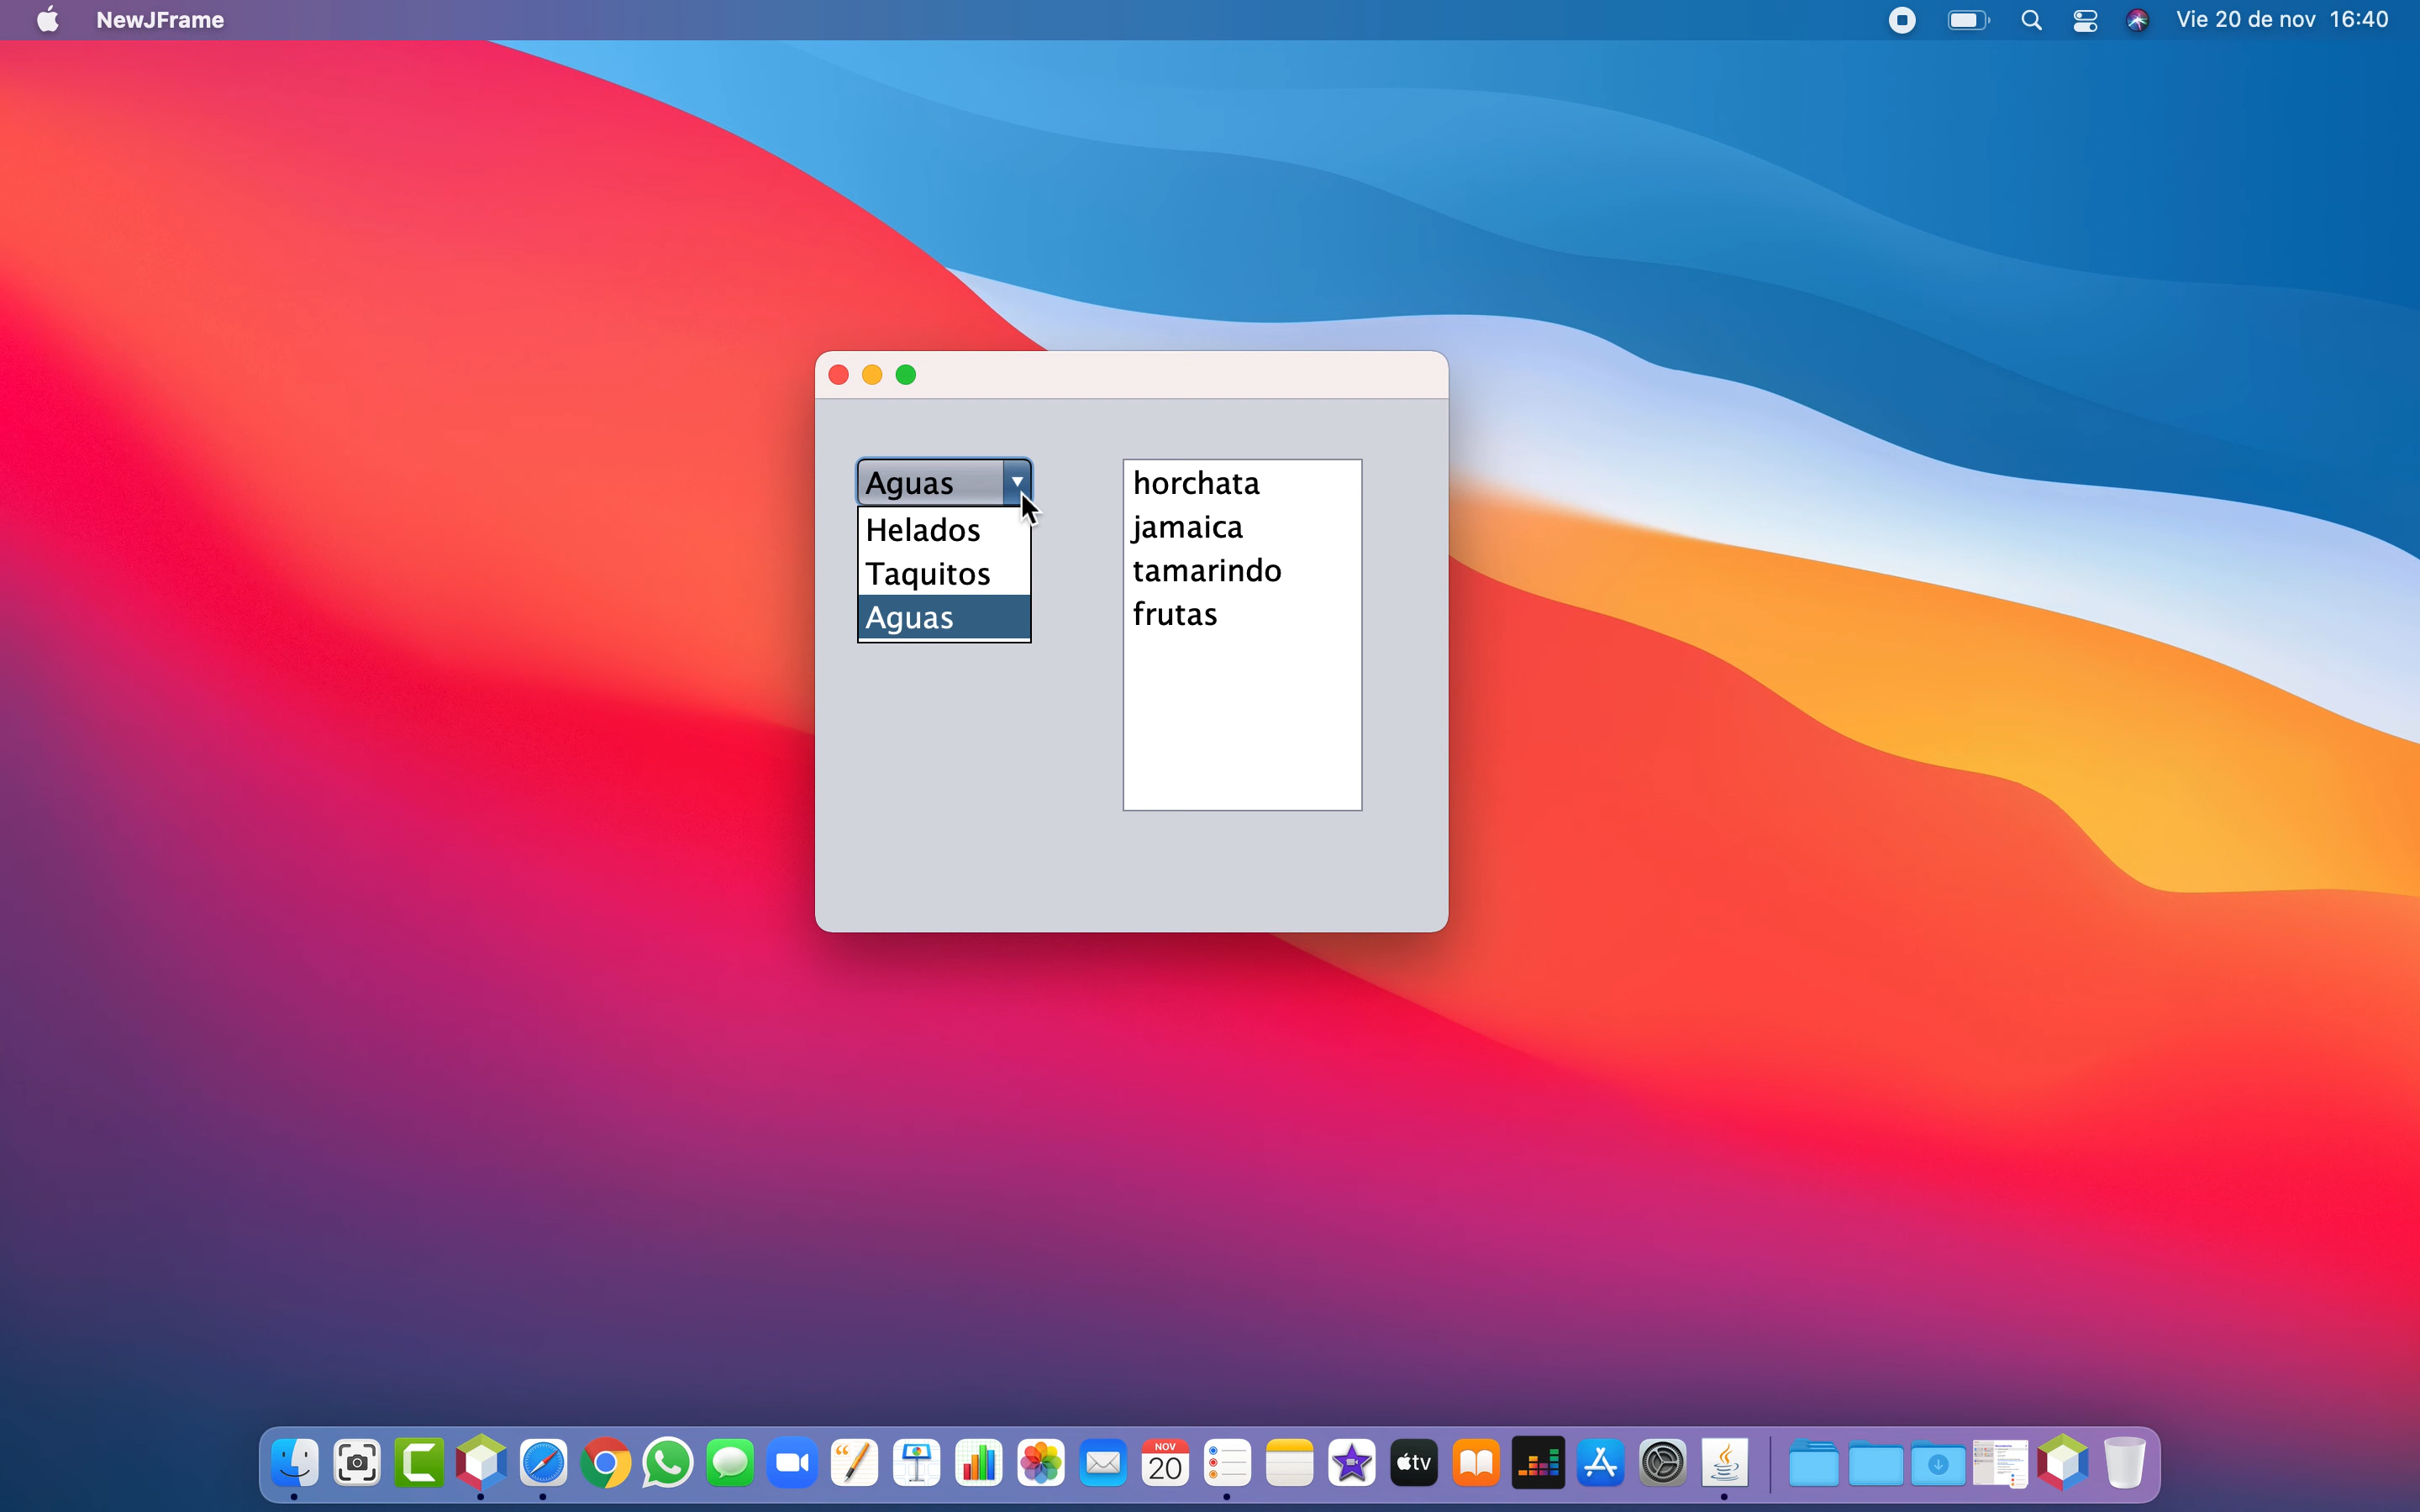 NewJFrame
Vie 20 de nov 16:40
Aguas
Helados
Taquitos
Aguas
horchata
jamaica
tamarindo
frutas
NOV
20
tv